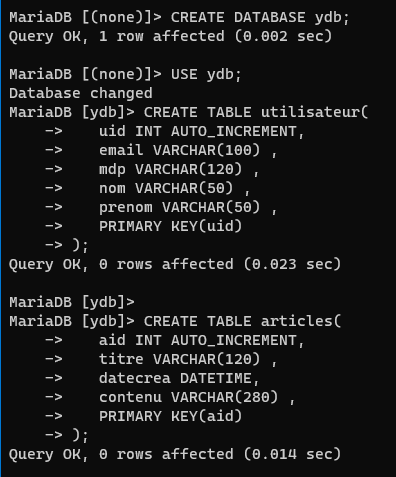 MariaDB [(none)]> CREATE DATABASE ydb;
Query OK, 1 row affected (0.002 sec)
MariaDB [(none)]> USE ydb;
Database changed
MariaDB [ydb]> CREATE TABLE utilisateur(
    ->    uid INT AUTO_INCREMENT,
    ->    email VARCHAR(100) ,
    ->    mdp VARCHAR(120) ,
    ->    nom VARCHAR(50) ,
    ->    prenom VARCHAR(50) ,
    ->    PRIMARY KEY(uid)
    -> );
Query OK, 0 rows affected (0.023 sec)
MariaDB [ydb]>
MariaDB [ydb]> CREATE TABLE articles(
    ->    aid INT AUTO_INCREMENT,
    ->    titre VARCHAR(120) ,
    ->    datecrea DATETIME,
    ->    contenu VARCHAR(280) ,
    ->    PRIMARY KEY(aid)
    -> );
Query OK, 0 rows affected (0.014 sec)